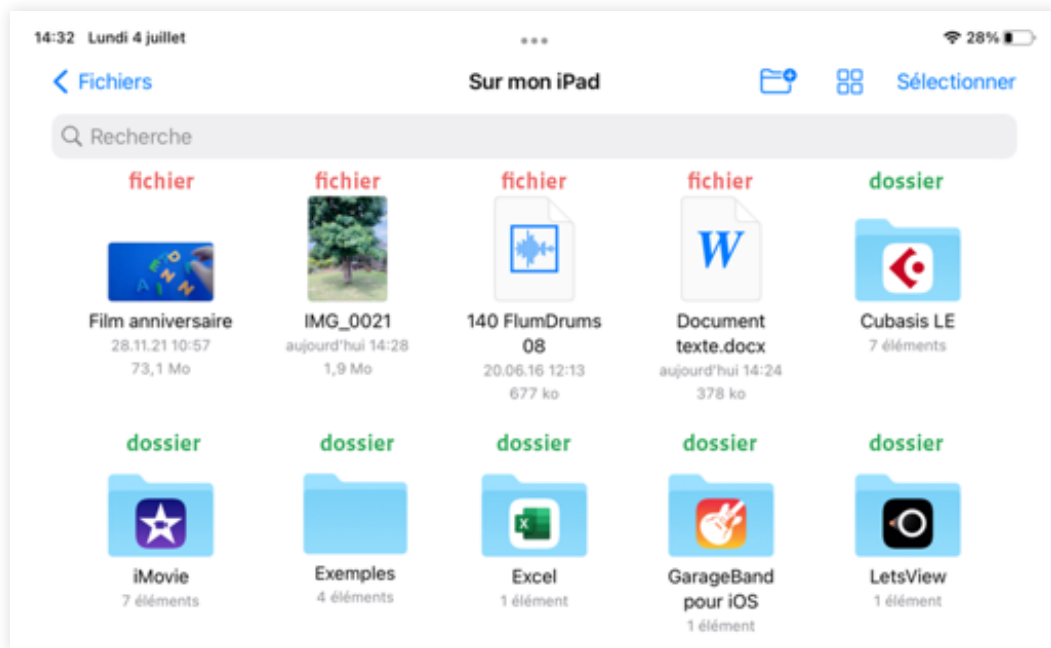 14:32 Lundi 4 juillet
28%
Fichiers
Sur mon iPad
Sélectionner
Recherche
fichier fichier fichier fichier dossier
W
Film anniversaire
28.11.21 10:57
73,1 Mo
IMG_0021
aujourd'hui 14:28
1,9 Mo
140 FlumDrums
08
20.06.16 12:13
677 ko
Document
texte.docx
aujourd'hui 14:24
378 ko
Cubasis LE
7 éléments
dossier dossier dossier dossier dossier
iMovie
7 éléments
Exemples
4 éléments
X
Excel
1 élément
GarageBand
pour iOS
1 élément
LetsView
1 élément